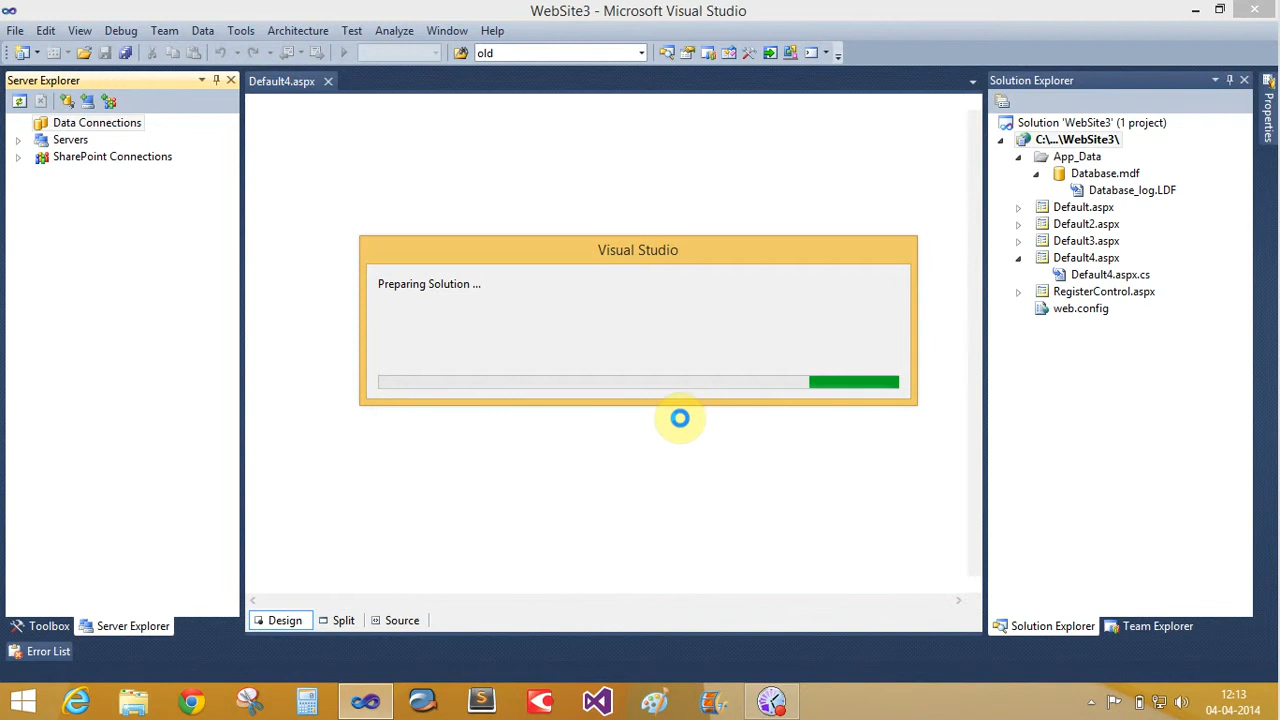 WebSite3 - Microsoft Visual Studio
File Edit View Debug Team Data Tools Architecture Test Analyze Window Help
old
Server Explorer
Data Connections
Servers
SharePoint Connections
Default4.aspx
Visual Studio
Preparing Solution ...
Design Split Source
Solution Explorer
Solution 'WebSite3' (1 project)
C:\...\WebSite3\
App_Data
Database.mdf
Database_log.LDF
Default.aspx
Default2.aspx
Default3.aspx
Default4.aspx
Default4.aspx.cs
RegisterControl.aspx
web.config
Properties
Toolbox Server Explorer
Solution Explorer Team Explorer
Error List
12:13
04-04-2014